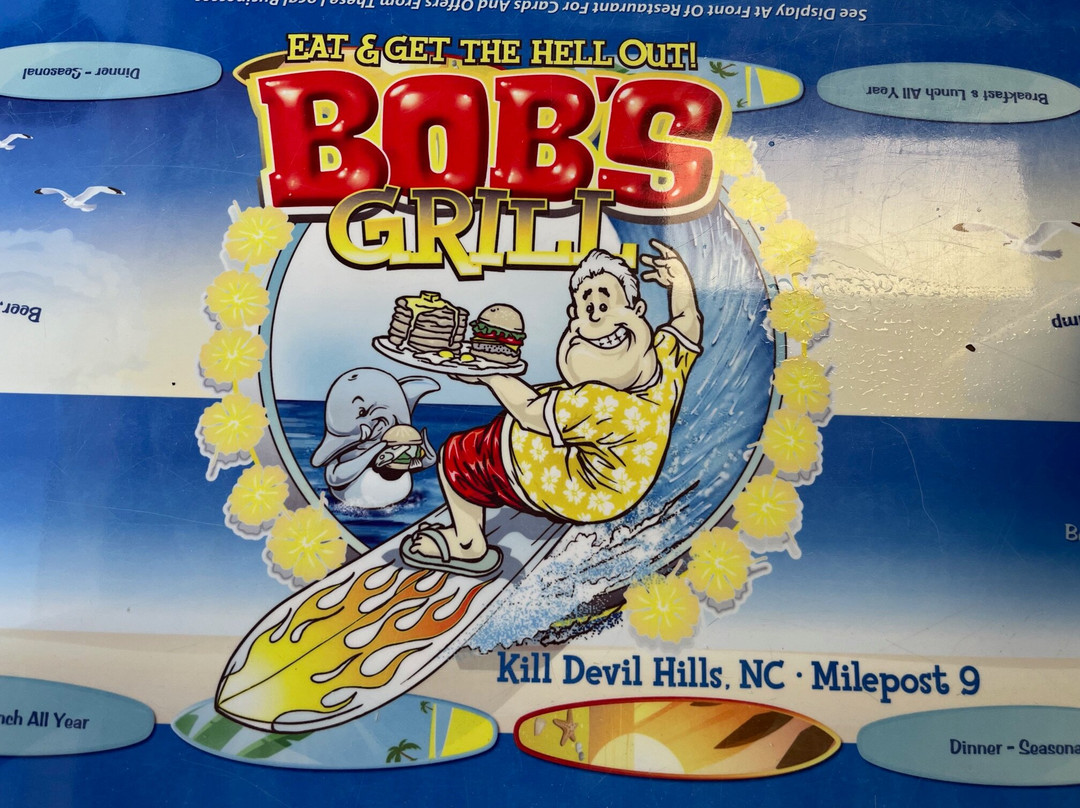 See Display At Front Of Restaurant For Cards And Offers From These Local Businesses
EAT & GET THE HELL OUT!
BOB'S
GRILL
Dinner - Seasonal
Breakfast & Lunch All Year
Beer,
Kill Devil Hills, NC · Milepost 9
nch All Year
Dinner - Seasona